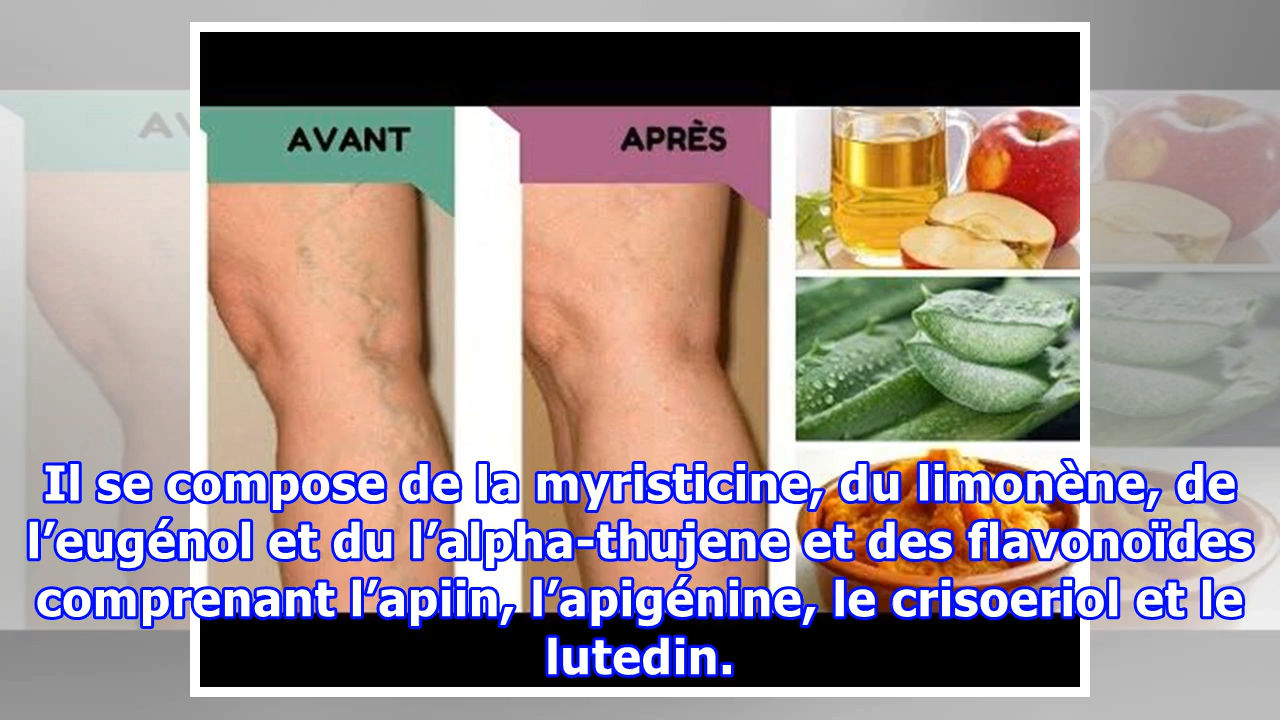 AVANT
APRÈS
Il se compose de la myristicine, du limonène, de
l’eugénol et du l’alpha-thujene et des flavonoïdes
comprenant l’apiin, l’apigénine, le crisoeriol et le
lutedin.